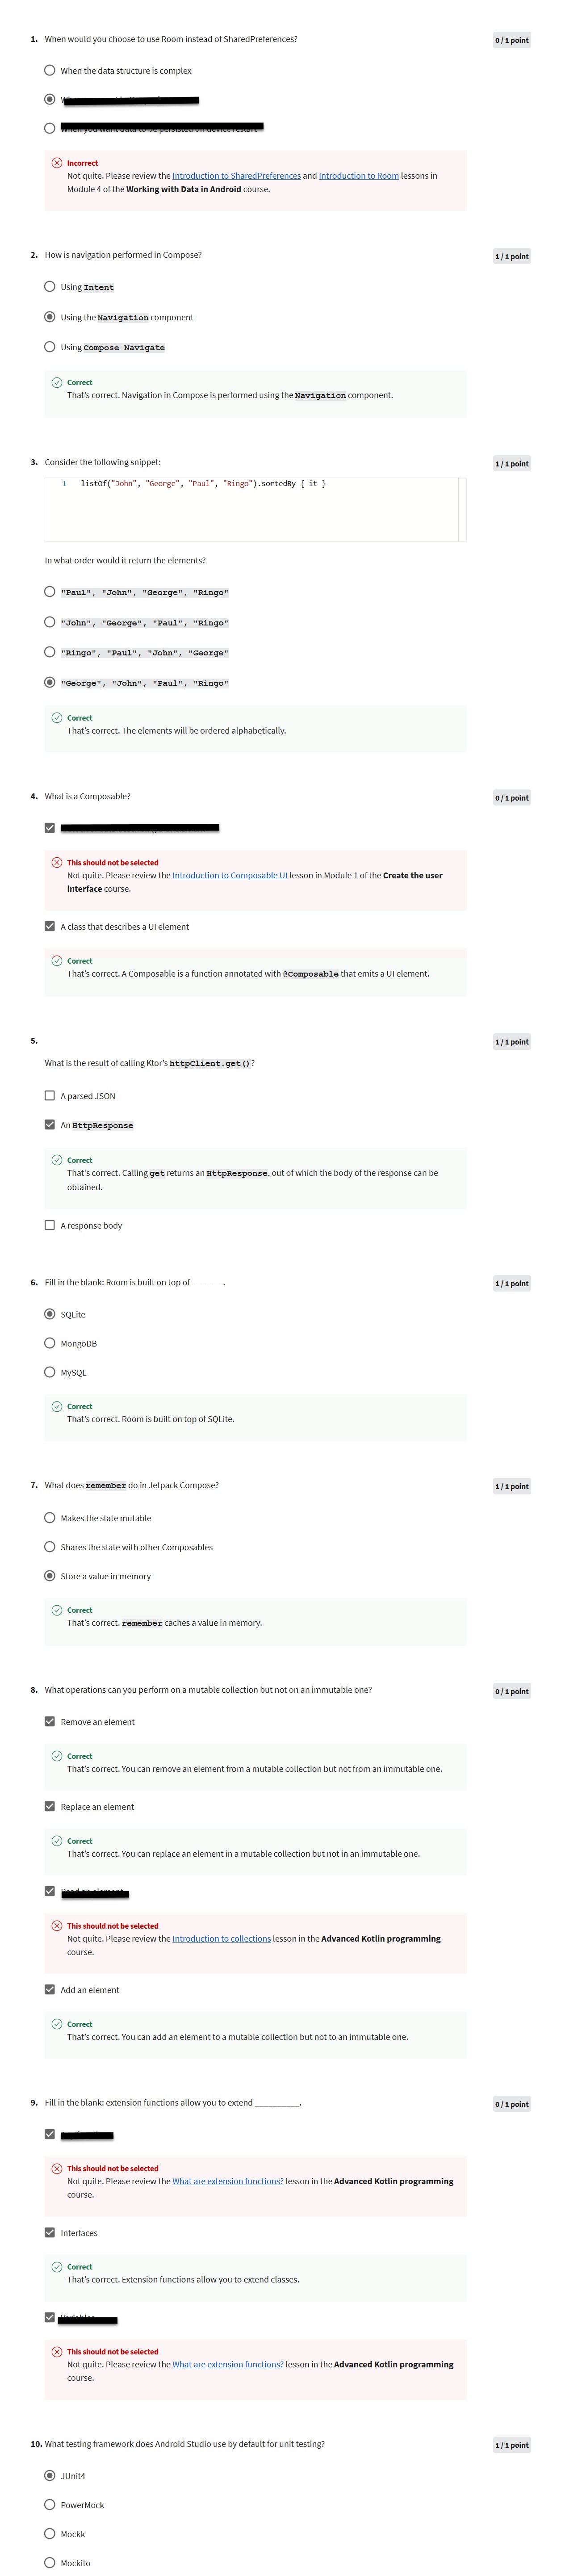 1. When would you choose to use Room instead of SharedPreferences?
0 / 1 point
When the data structure is complex
Incorrect
Not quite. Please review the Introduction to SharedPreferences and Introduction to Room lessons in
Module 4 of the Working with Data in Android course.
2. How is navigation performed in Compose?
1 / 1 point
Using Intent
Using the Navigation component
Using Compose Navigate
Correct
That's correct. Navigation in Compose is performed using the Navigation component.
3. Consider the following snippet:
1 / 1 point
1 listOf("John", "George", "Paul", "Ringo").sortedBy { it }
In what order would it return the elements?
"Paul", "John", "George", "Ringo"
"John", "George", "Paul", "Ringo"
"Ringo", "Paul", "John", "George"
"George", "John", "Paul", "Ringo"
Correct
That's correct. The elements will be ordered alphabetically.
4. What is a Composable?
0 / 1 point
This should not be selected
Not quite. Please review the Introduction to Composable UI lesson in Module 1 of the Create the user
interface course.
A class that describes a UI element
Correct
That's correct. A Composable is a function annotated with @Composable that emits a UI element.
5.
1 / 1 point
What is the result of calling Ktor's httpClient.get()?
A parsed JSON
An HttpResponse
Correct
That's correct. Calling get returns an HttpResponse, out of which the body of the response can be
obtained.
A response body
6. Fill in the blank: Room is built on top of _______.
1 / 1 point
SQLite
MongoDB
MySQL
Correct
That's correct. Room is built on top of SQLite.
7. What does remember do in Jetpack Compose?
1 / 1 point
Makes the state mutable
Shares the state with other Composables
Store a value in memory
Correct
That's correct. remember caches a value in memory.
8. What operations can you perform on a mutable collection but not on an immutable one?
0 / 1 point
Remove an element
Correct
That's correct. You can remove an element from a mutable collection but not from an immutable one.
Replace an element
Correct
That's correct. You can replace an element in a mutable collection but not in an immutable one.
This should not be selected
Not quite. Please review the Introduction to collections lesson in the Advanced Kotlin programming
course.
Add an element
Correct
That's correct. You can add an element to a mutable collection but not to an immutable one.
9. Fill in the blank: extension functions allow you to extend __________.
0 / 1 point
This should not be selected
Not quite. Please review the What are extension functions? lesson in the Advanced Kotlin programming
course.
Interfaces
Correct
That's correct. Extension functions allow you to extend classes.
This should not be selected
Not quite. Please review the What are extension functions? lesson in the Advanced Kotlin programming
course.
10. What testing framework does Android Studio use by default for unit testing?
1 / 1 point
JUnit4
PowerMock
Mockk
Mockito